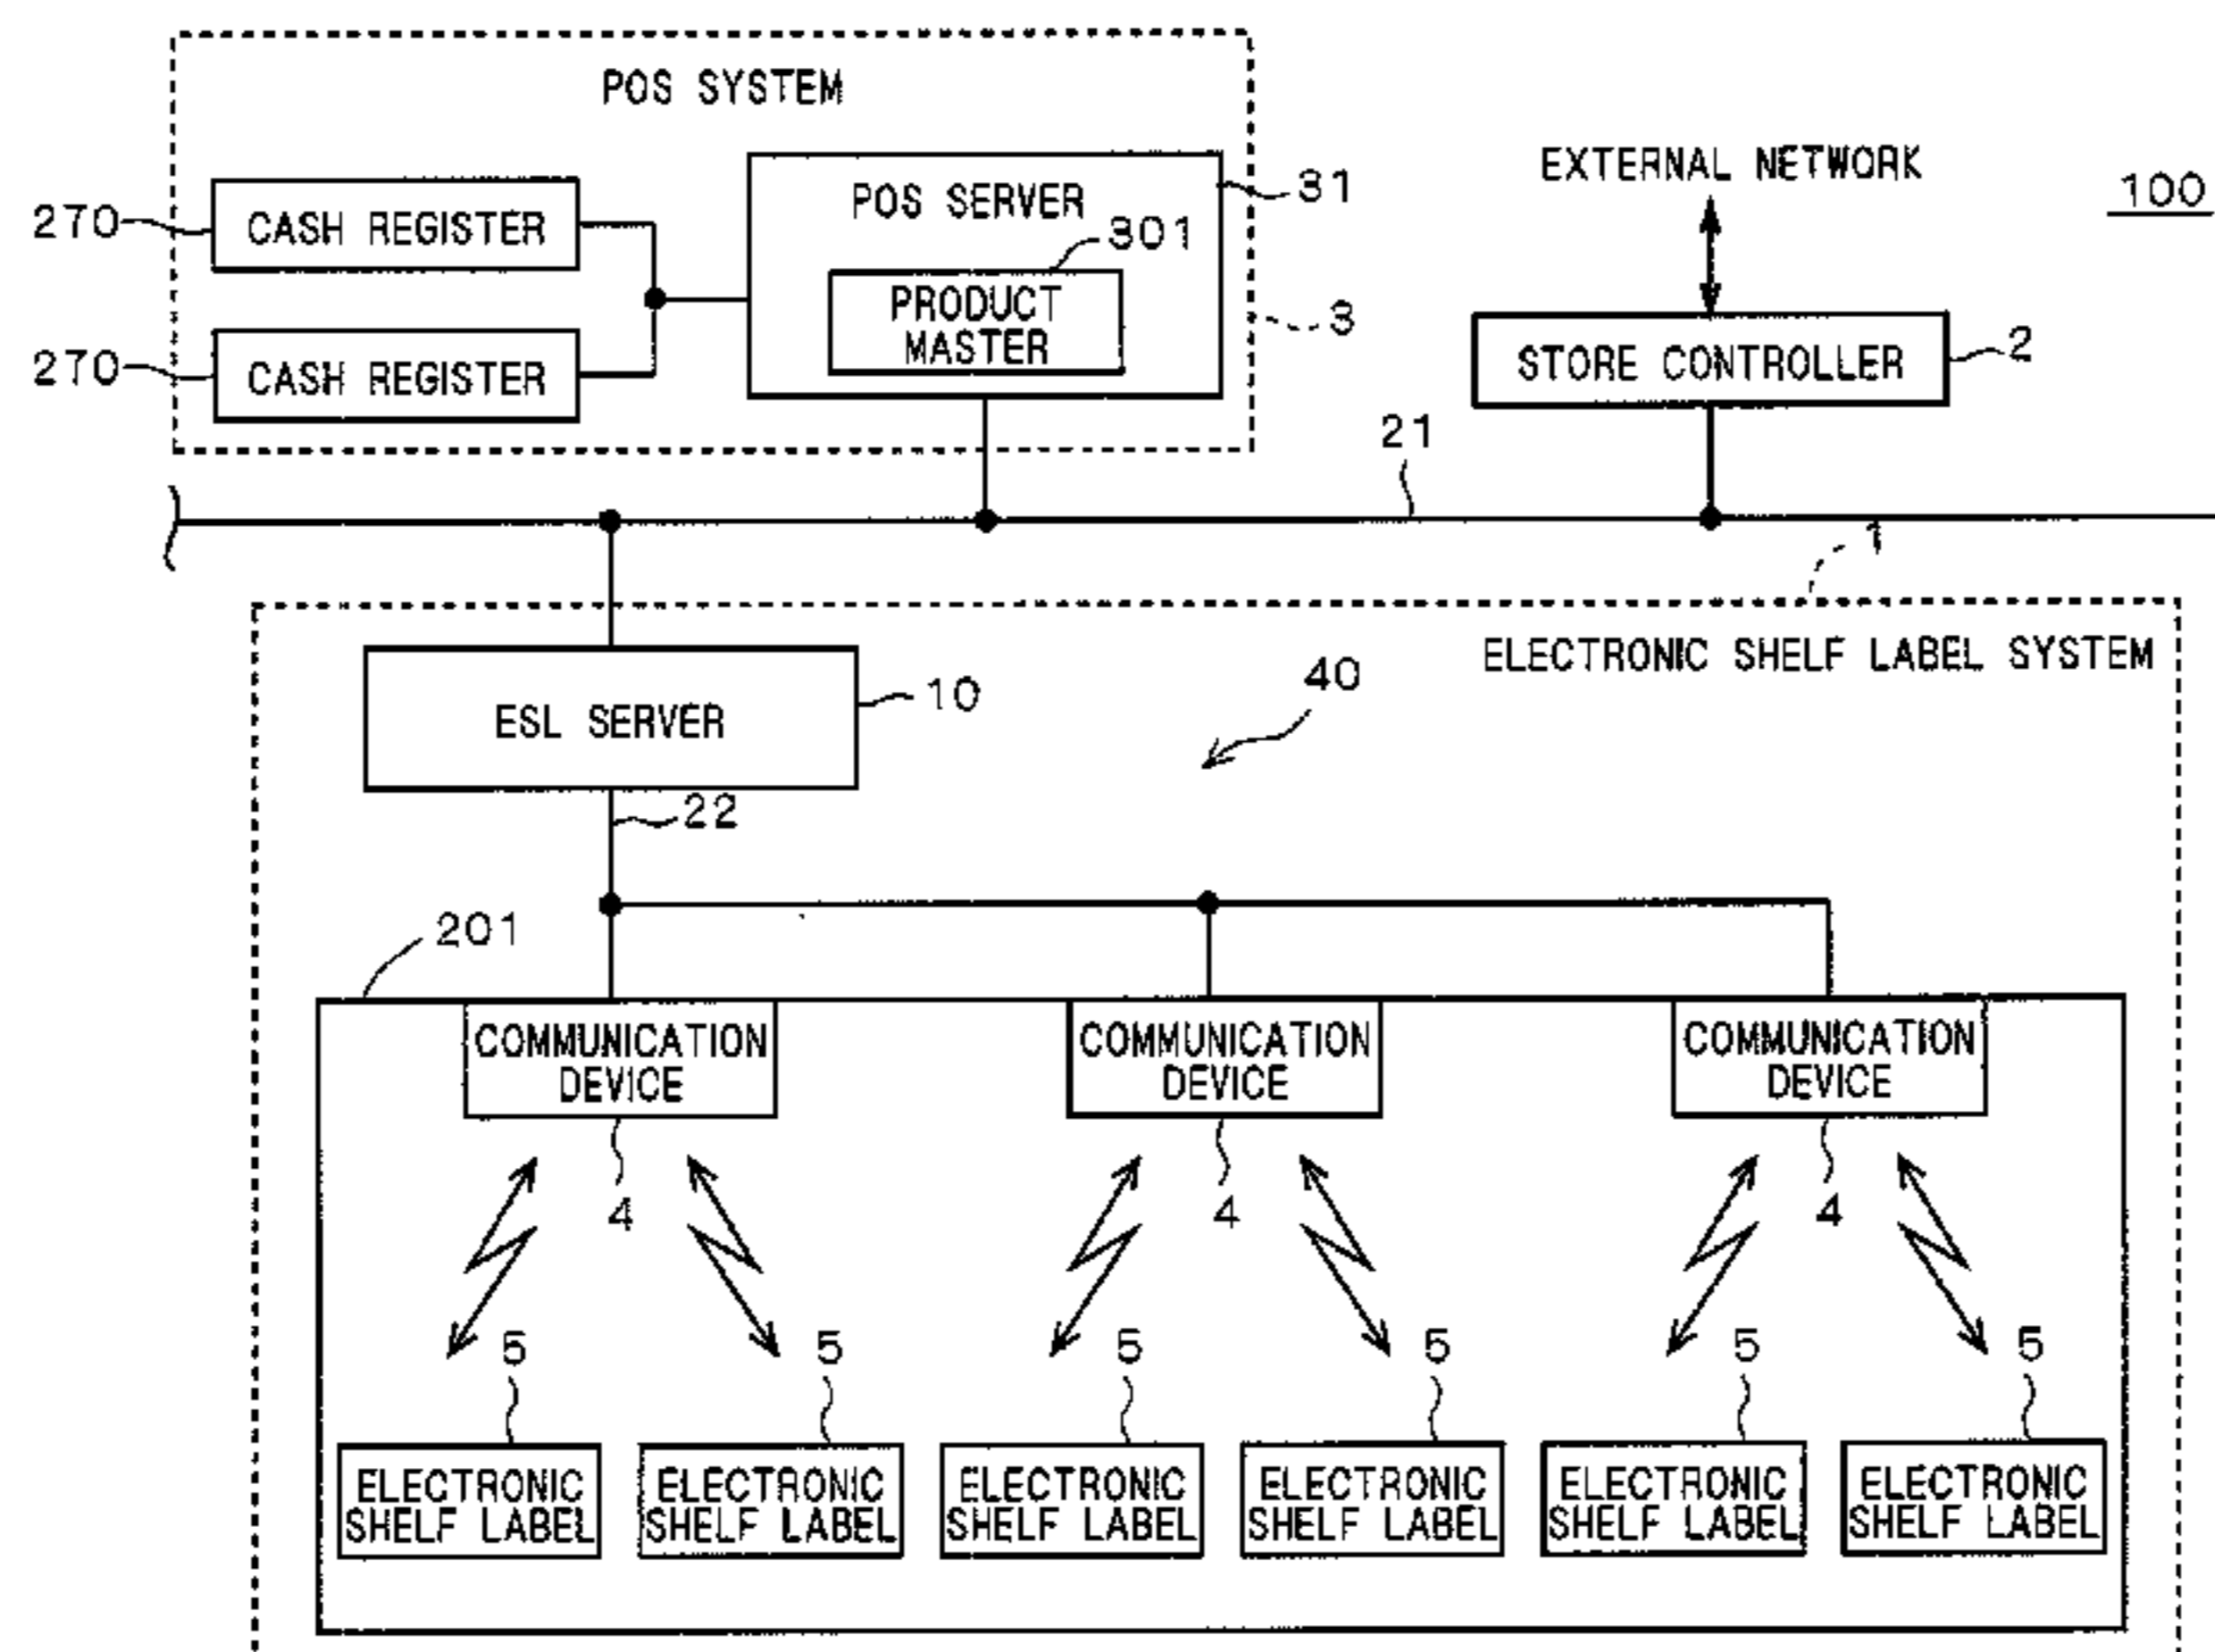 POS SYSTEM
EXTERNAL NETWORK
100
270
CASH REGISTER
POS SERVER
31
301
PRODUCT
MASTER
3
270
CASH REGISTER
STORE CONTROLLER
2
21
1
ELECTRONIC SHELF LABEL SYSTEM
ESL SERVER
10
40
22
201
COMMUNICATION
DEVICE
COMMUNICATION
DEVICE
COMMUNICATION
DEVICE
4
4
4
5
5
5
5
5
5
ELECTRONIC
SHELF LABEL
ELECTRONIC
SHELF LABEL
ELECTRONIC
SHELF LABEL
ELECTRONIC
SHELF LABEL
ELECTRONIC
SHELF LABEL
ELECTRONIC
SHELF LABEL